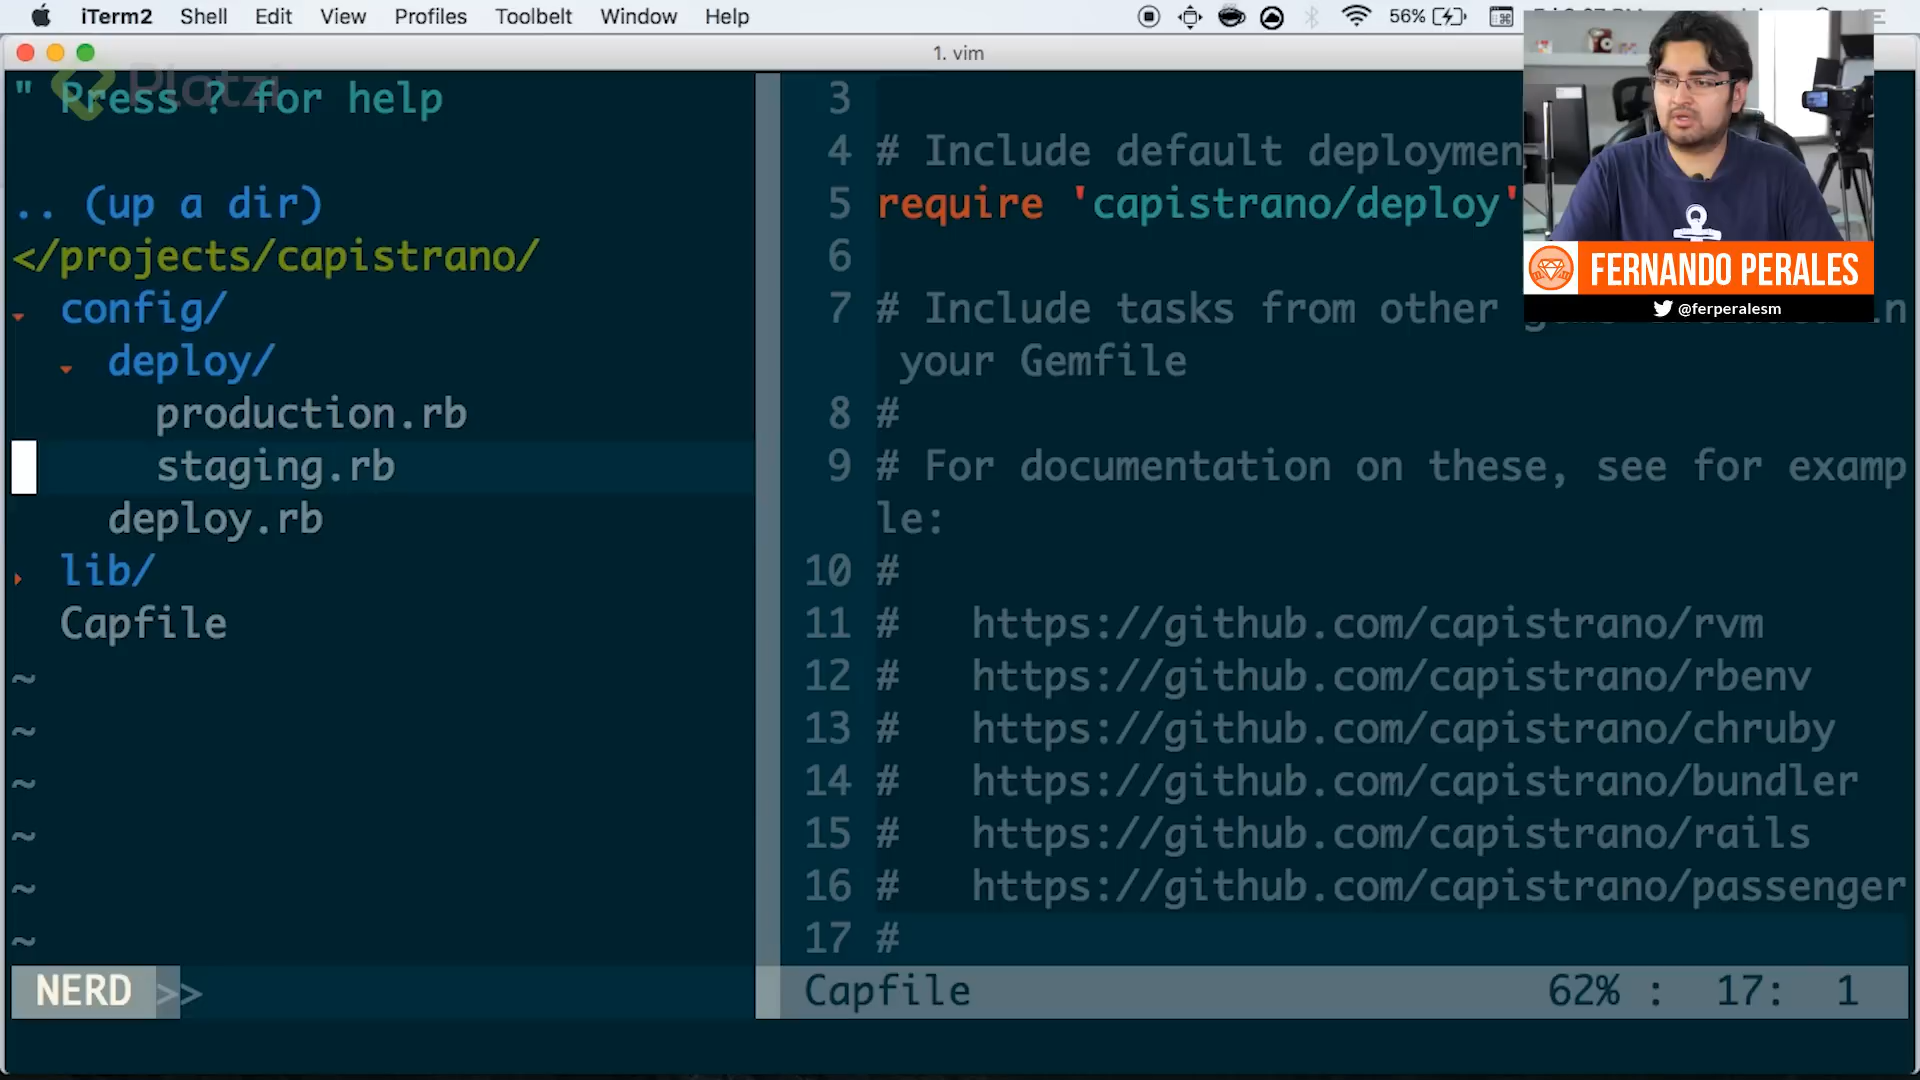 iTerm2 Shell Edit View Profiles Toolbelt Window Help 56%
1. vim
Platzi
" Press ? for help
.. (up a dir)
</projects/capistrano/
config/
deploy/
production.rb
staging.rb
deploy.rb
lib/
Capfile
~
~
~
~
~
~
NERD >>
3
4 # Include default deploymen
5 require 'capistrano/deploy'
6
7 # Include tasks from other
your Gemfile
8 #
9 # For documentation on these, see for examp
le:
10 #
11 # https://github.com/capistrano/rvm
12 # https://github.com/capistrano/rbenv
13 # https://github.com/capistrano/chruby
14 # https://github.com/capistrano/bundler
15 # https://github.com/capistrano/rails
16 # https://github.com/capistrano/passenger
17 #
Capfile 62% : 17: 1
FERNANDO PERALES
@ferperalesm